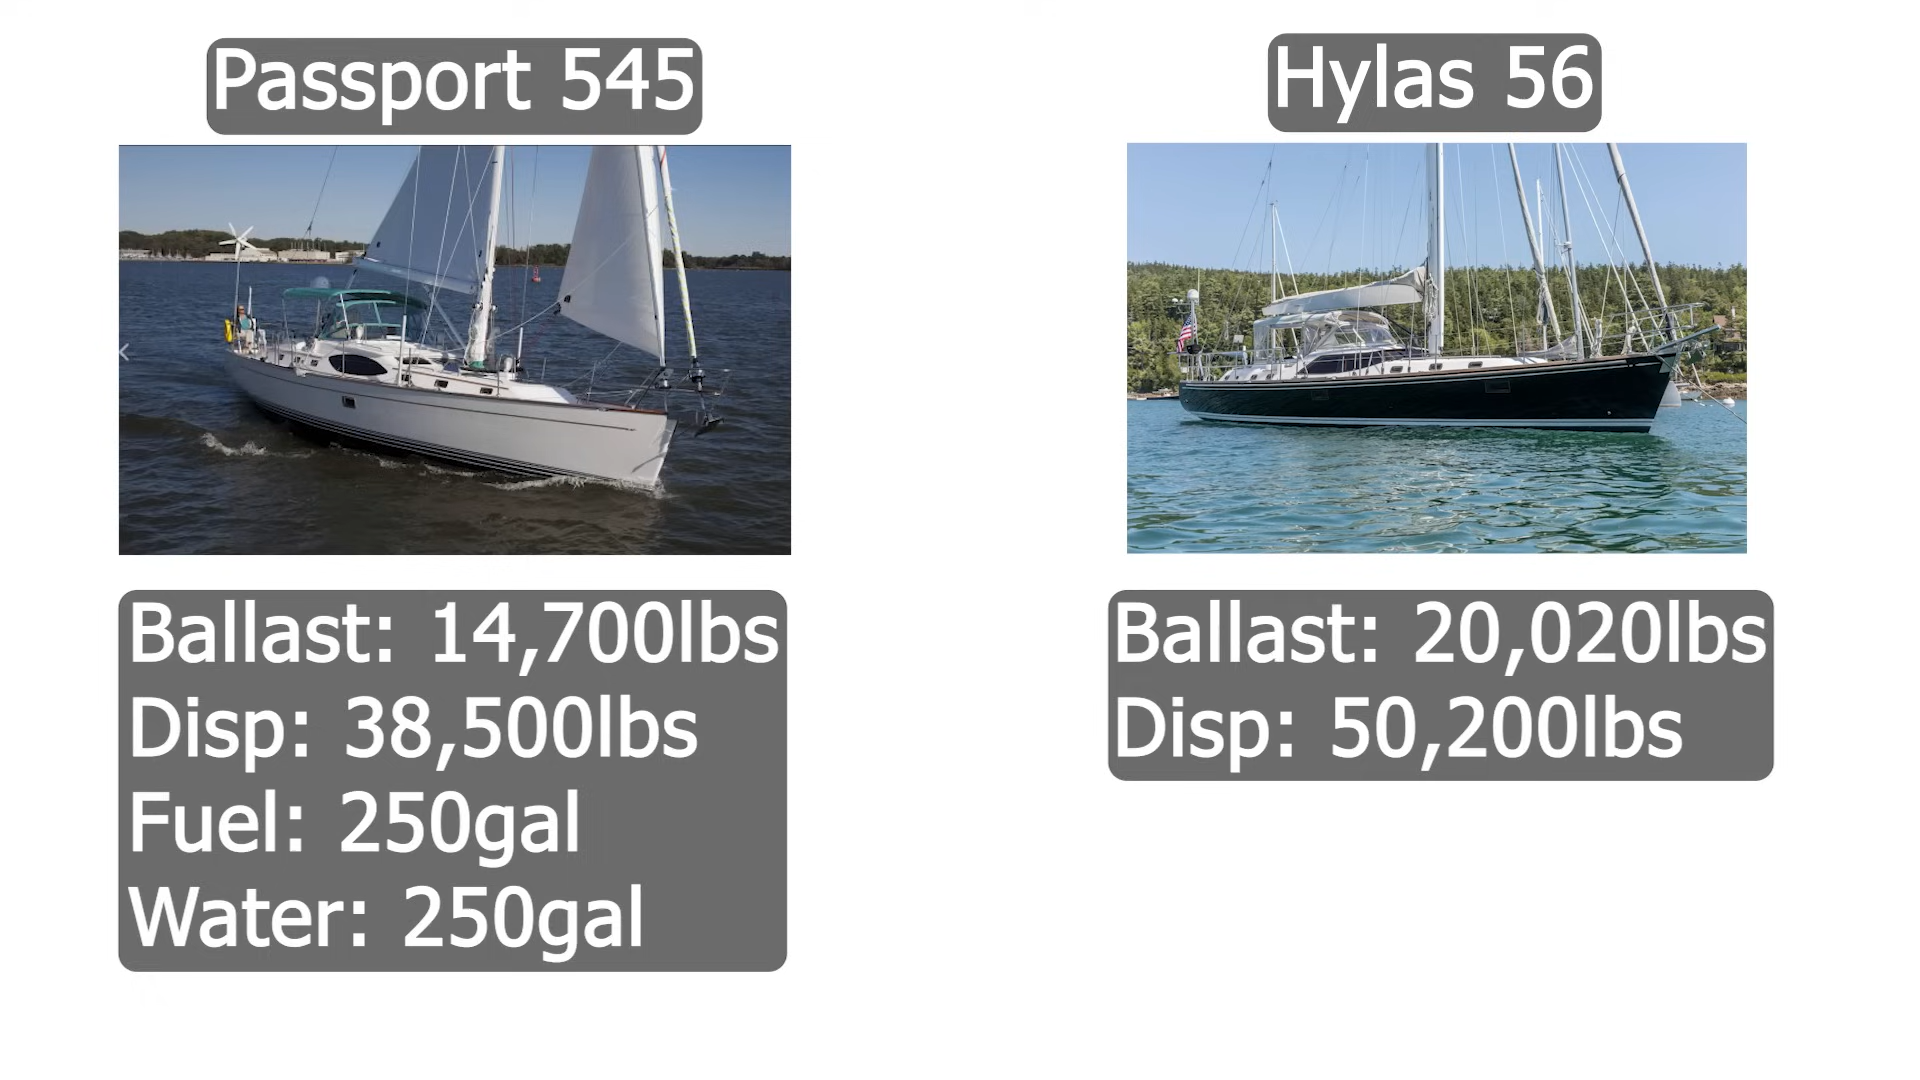 Passport 545
Ballast: 14,700lbs
Disp: 38,500lbs
Fuel: 250gal
Water: 250gal
Hylas 56
Ballast: 20,020lbs
Disp: 50,200lbs